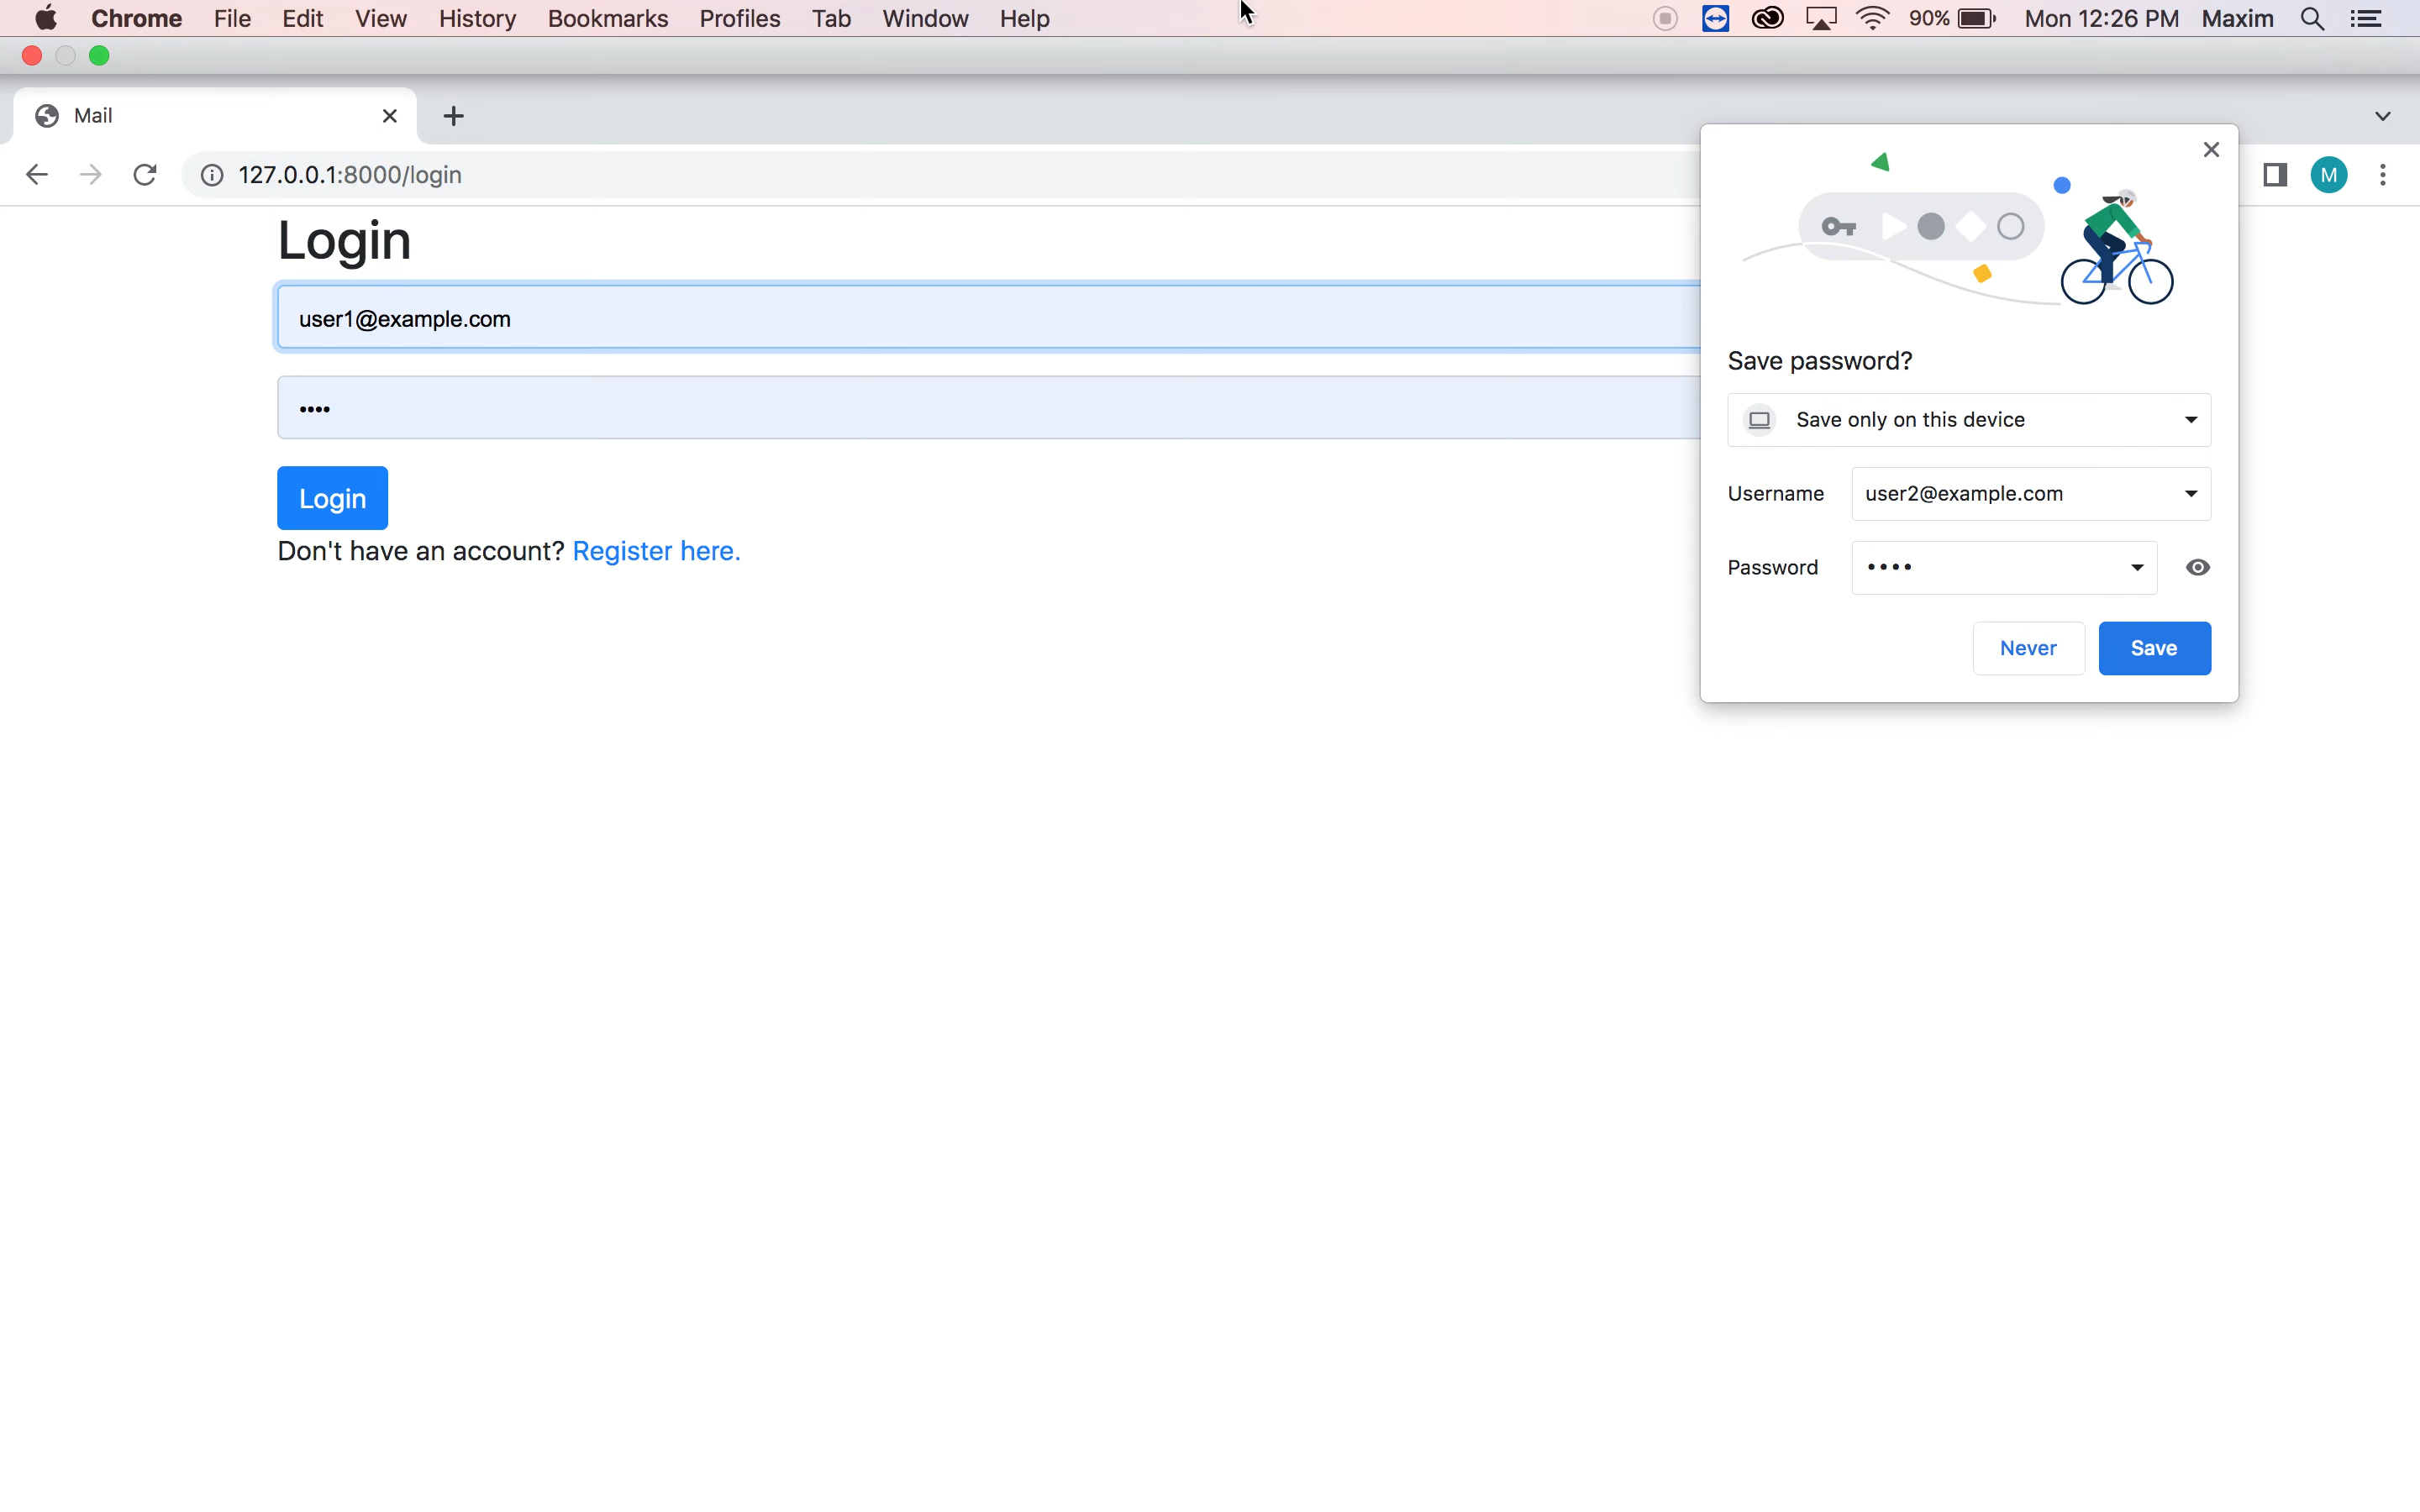 Chrome File Edit View History Bookmarks Profiles Tab Window Help 90% Mon 12:26 PM Maxim
Mail
127.0.0.1:8000/login
M
Login
user1@example.com
••••
Login
Don't have an account? Register here.
Save password?
Save only on this device
Username user2@example.com
Password ••••
Never Save